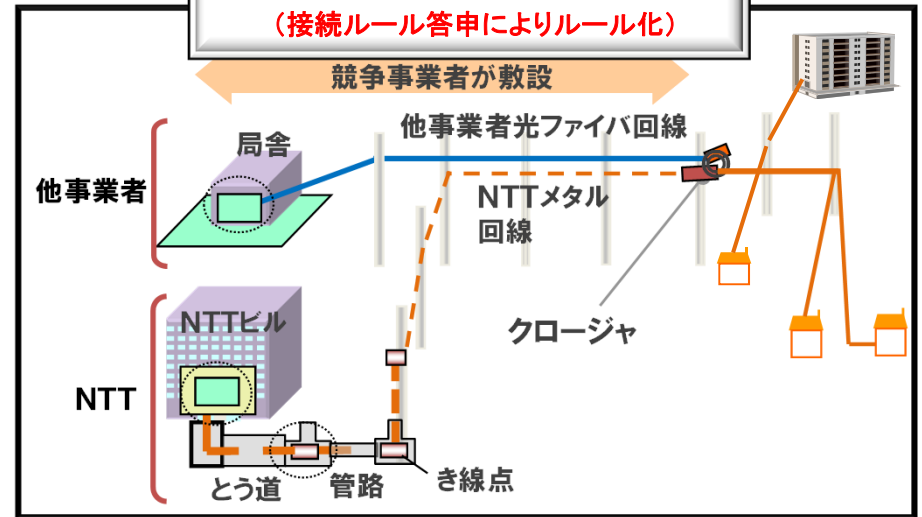 (接続ルール答申によりルール化)
競争事業者が敷設
他事業者光ファイバ回線
局舎
他事業者
NTTメタル
回線
クロージャ
NTTビル
NTT
き線点
とう道
管路